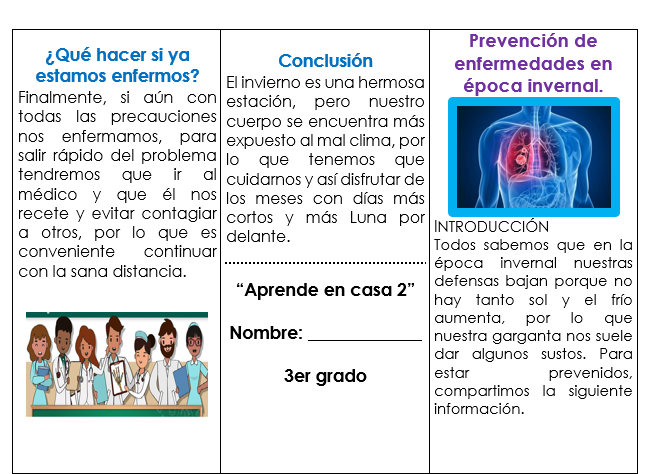 ¿Qué hacer si ya
estamos enfermos?
Finalmente, si aún con
todas las precauciones
nos enfermamos, para
salir rápido del problema
tendremos que ir al
médico y que él nos
recete y evitar contagiar
a otros, por lo que es
conveniente continuar
con la sana distancia.
Conclusión
El invierno es una hermosa
estación, pero nuestro
cuerpo se encuentra más
expuesto al mal clima, por
lo que tenemos que
cuidarnos y así disfrutar de
los meses con días más
cortos y más Luna por
delante.
“Aprende en casa 2”
Nombre: ____________
3er grado
Prevención de
enfermedades en
época invernal.
INTRODUCCIÓN
Todos sabemos que en la
época invernal nuestras
defensas bajan porque no
hay tanto sol y el frío
aumenta, por lo que
nuestra garganta nos suele
dar algunos sustos. Para
estar prevenidos,
compartimos la siguiente
información.